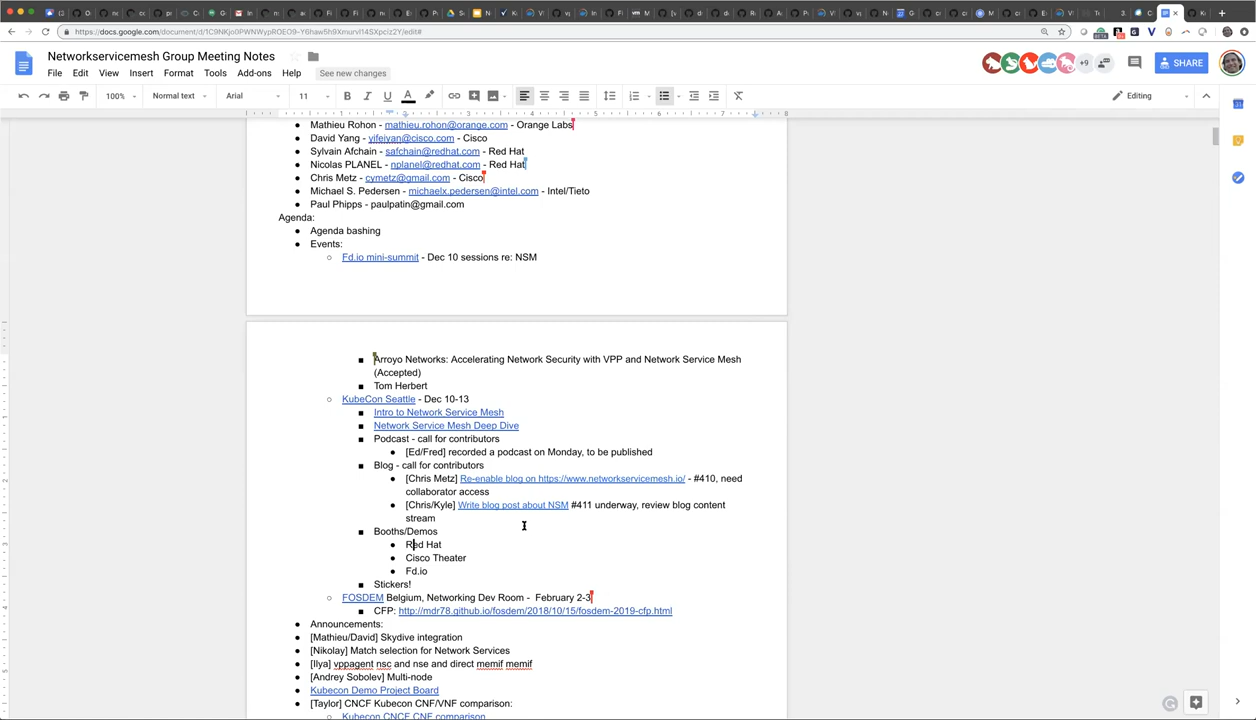 https://docs.google.com/document/d/
Networkservicemesh Group Meeting Notes
File Edit View Insert Format Tools Add-ons Help See new changes
+9
SHARE
100% Normal text Arial 11
Editing
Mathieu Rohon - mathieu.rohon@orange.com - Orange Labs
David Yang - yifeiyan@cisco.com - Cisco
Sylvain Afchain - safchain@redhat.com - Red Hat
Nicolas PLANEL - nplanel@redhat.com - Red Hat
Chris Metz - cymetz@gmail.com - Cisco
Michael S. Pedersen - michaelx.pedersen@intel.com - Intel/Tieto
Paul Phipps - paulpatin@gmail.com
Agenda:
Agenda bashing
Events:
Fd.io mini-summit - Dec 10 sessions re: NSM
Arroyo Networks: Accelerating Network Security with VPP and Network Service Mesh
(Accepted)
Tom Herbert
KubeCon Seattle - Dec 10-13
Intro to Network Service Mesh
Network Service Mesh Deep Dive
Podcast - call for contributors
[Ed/Fred] recorded a podcast on Monday, to be published
Blog - call for contributors
[Chris Metz] Re-enable blog on https://www.networkservicemesh.io/ - #410, need
collaborator access
[Chris/Kyle] Write blog post about NSM #411 underway, review blog content
stream
Booths/Demos
Red Hat
Cisco Theater
Fd.io
Stickers!
FOSDEM Belgium, Networking Dev Room - February 2-3
CFP: http://mdr78.github.io/fosdem/2018/10/15/fosdem-2019-cfp.html
Announcements:
[Mathieu/David] Skydive integration
[Nikolay] Match selection for Network Services
[Ilya] vppagent nsc and nse and direct memif memif
[Andrey Sobolev] Multi-node
Kubecon Demo Project Board
[Taylor] CNCF Kubecon CNF/VNF comparison:
Kubecon CNCF CNF comparison